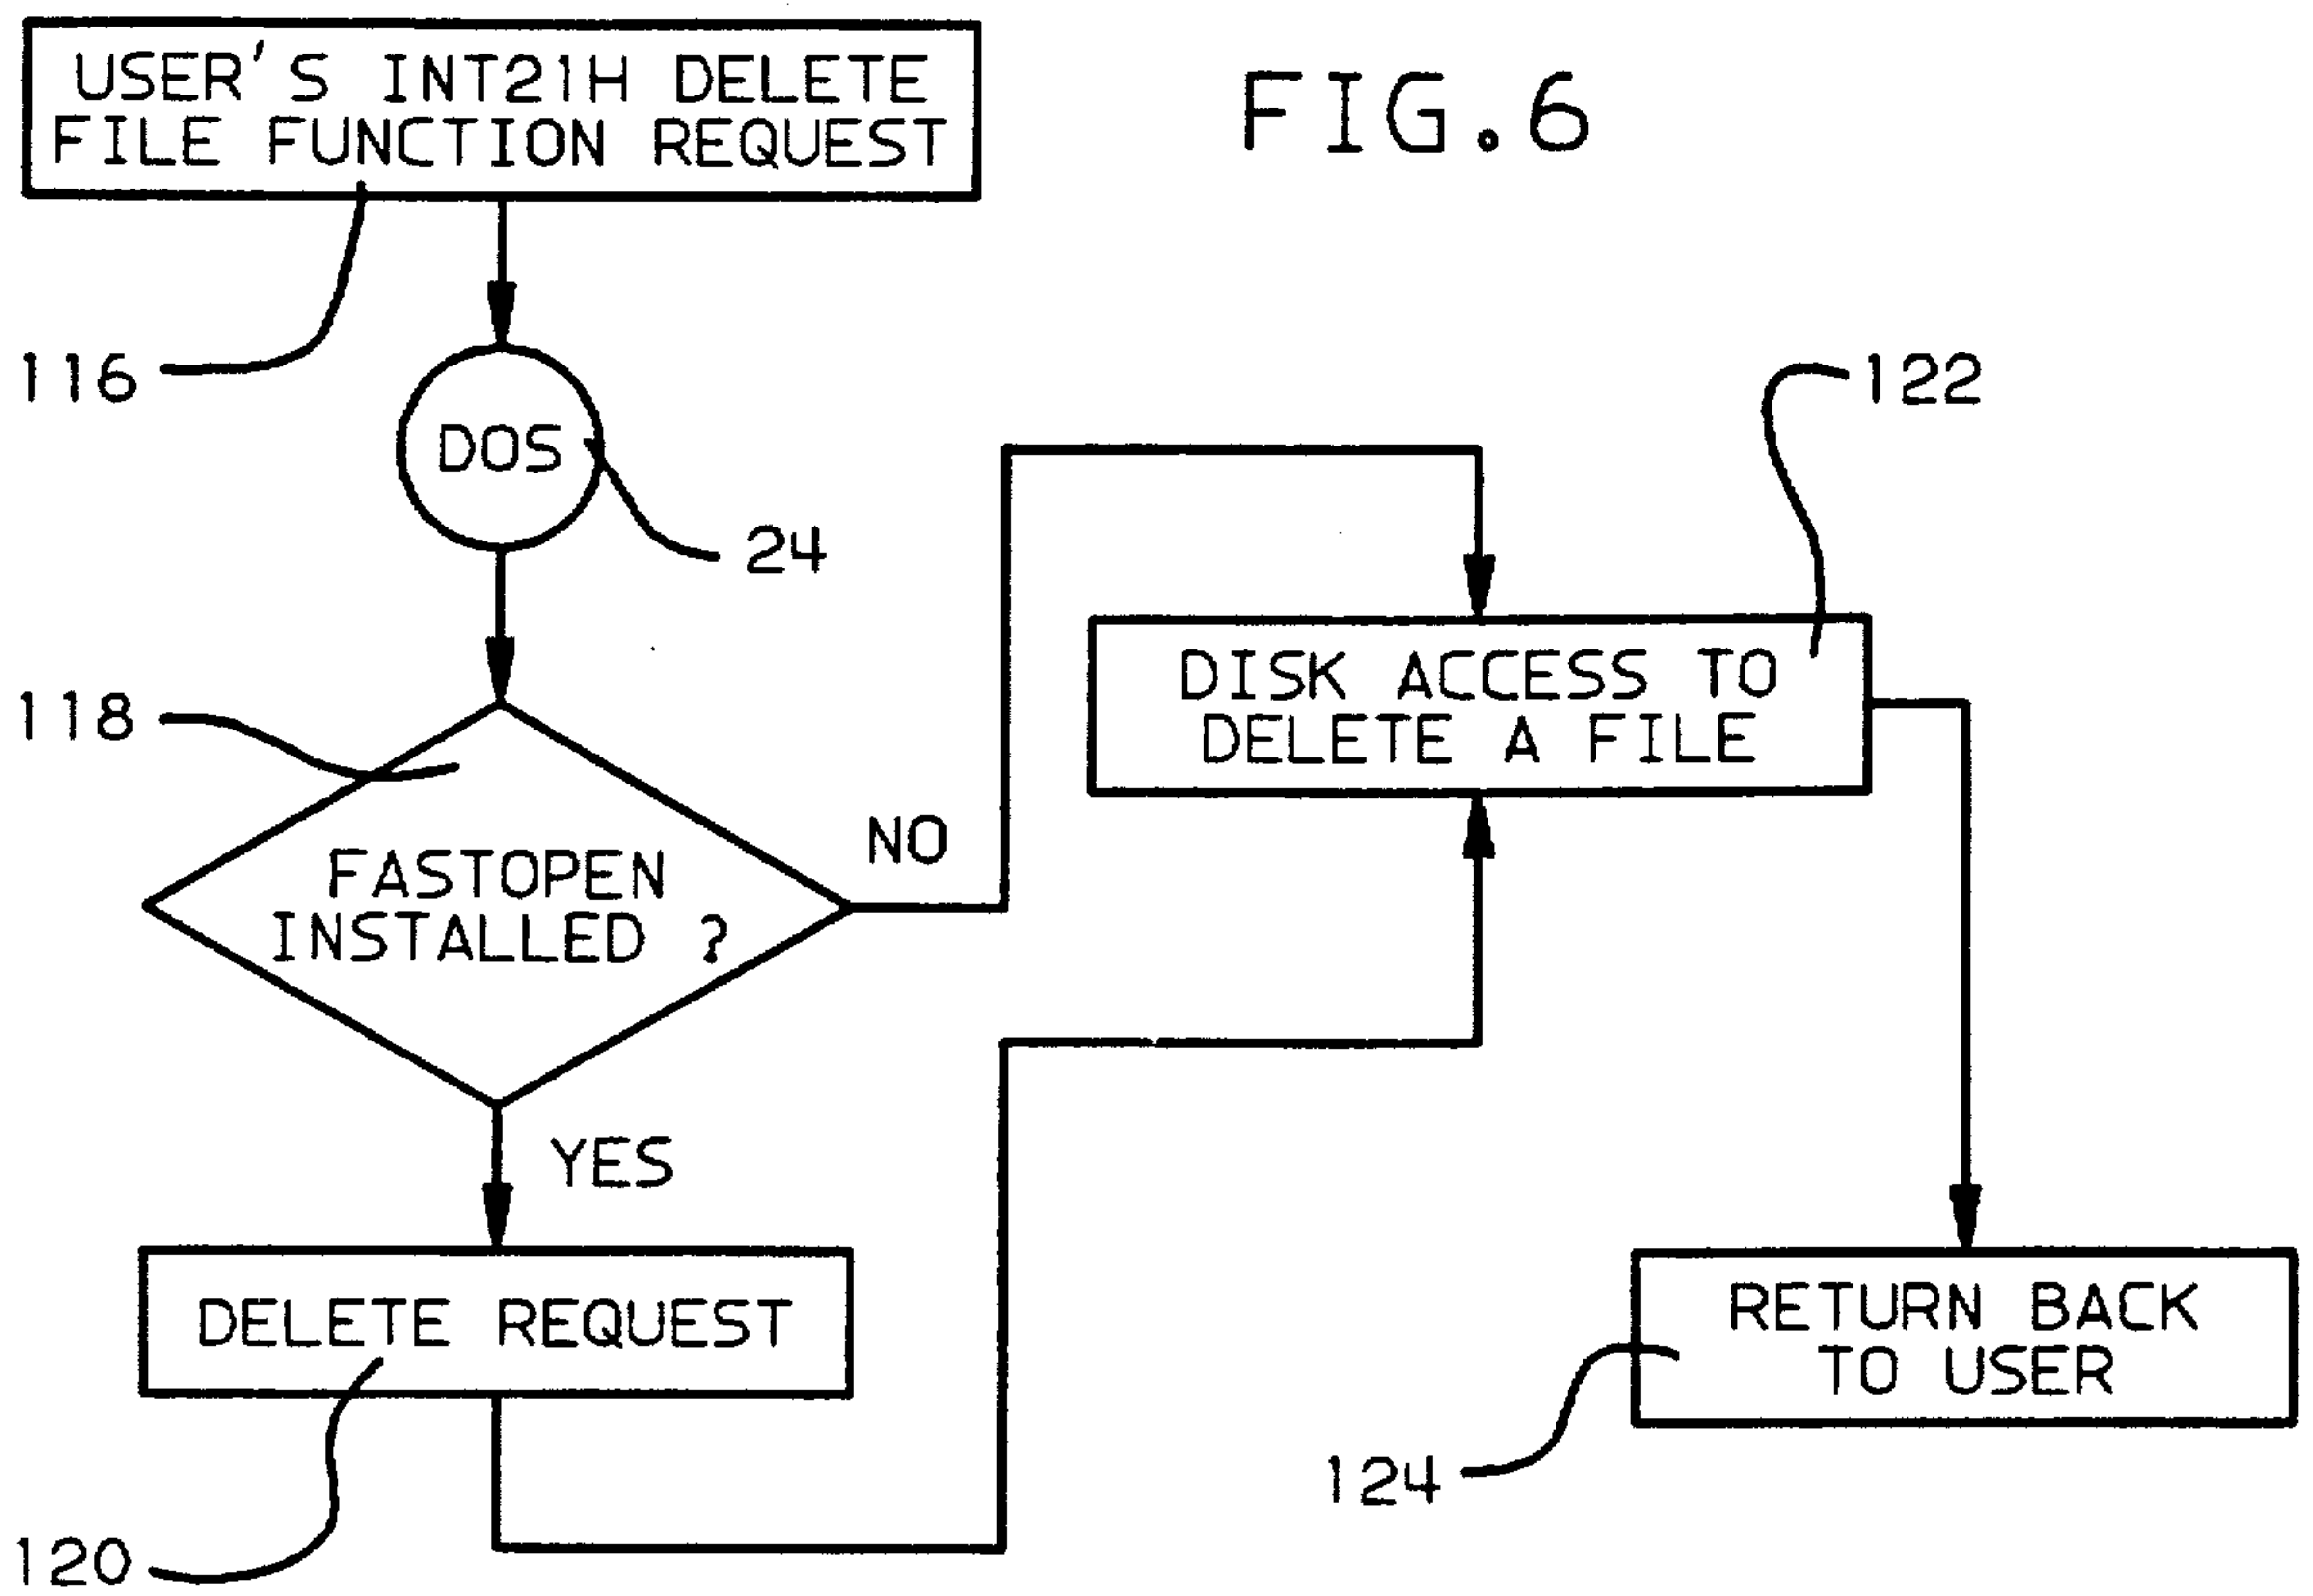 USER'S INT21H DELETE
FILE FUNCTION REQUEST
FIG.6
116
DOS
24
122
DISK ACCESS TO
DELETE A FILE
118
FASTOPEN
INSTALLED ?
NO
YES
DELETE REQUEST
RETURN BACK
TO USER
124
120